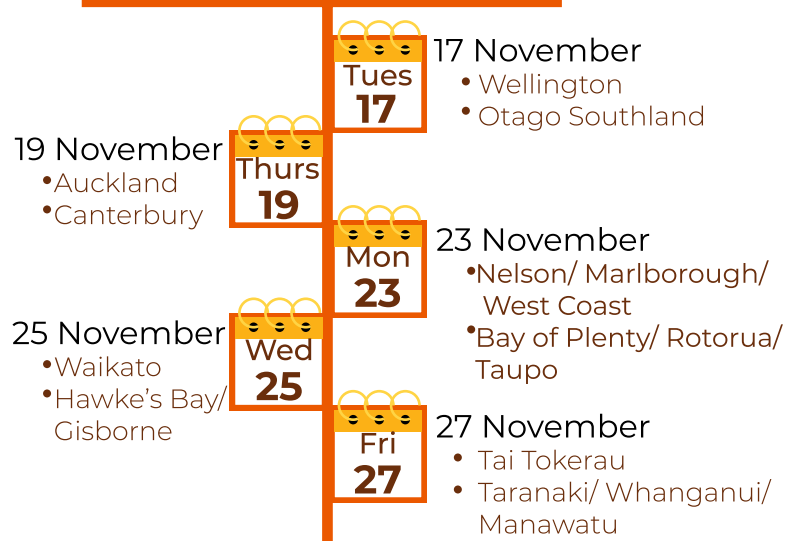 17 November
Tues
17
• Wellington
• Otago Southland
19 November
Thurs
19
•Auckland
•Canterbury
23 November
Mon
23
•Nelson/ Marlborough/
West Coast
•Bay of Plenty/ Rotorua/
Taupo
25 November
Wed
25
•Waikato
•Hawke’s Bay/
Gisborne
27 November
Fri
27
• Tai Tokerau
• Taranaki/ Whanganui/
Manawatu